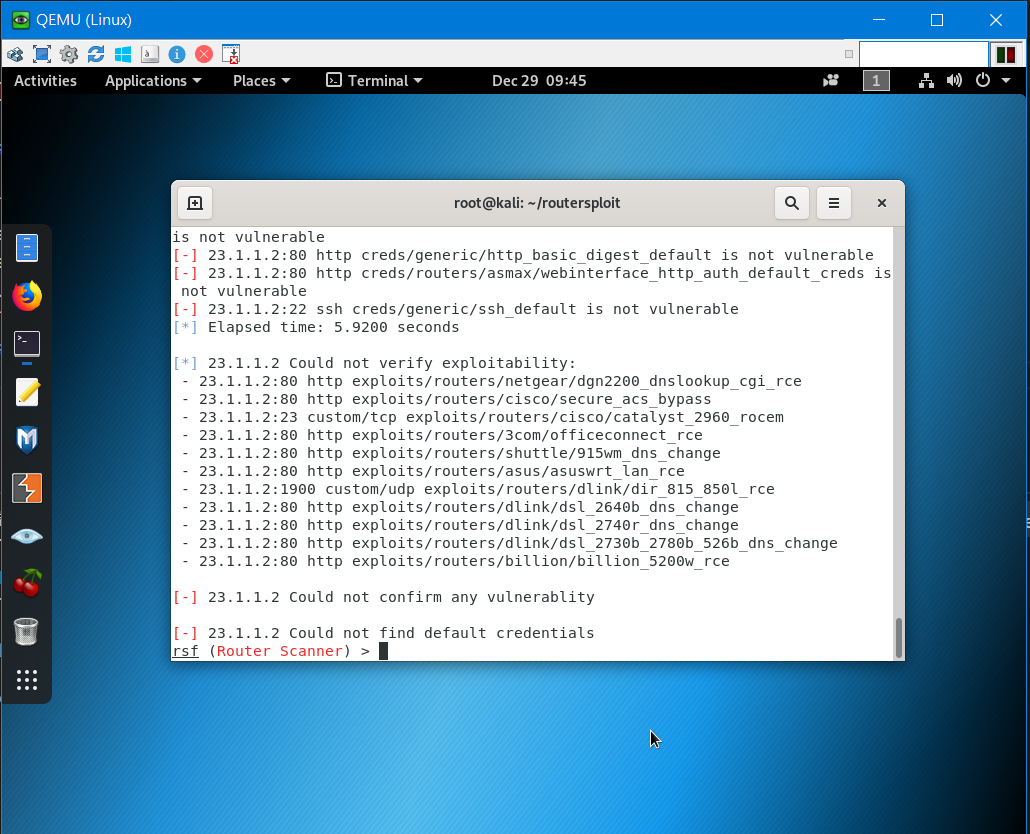 QEMU (Linux)
Activities Applications Places Terminal Dec 29 09:45 1
root@kali: ~/routersploit
is not vulnerable
[-] 23.1.1.2:80 http creds/generic/http_basic_digest_default is not vulnerable
[-] 23.1.1.2:80 http creds/routers/asmax/webinterface_http_auth_default_creds is
not vulnerable
[-] 23.1.1.2:22 ssh creds/generic/ssh_default is not vulnerable
[*] Elapsed time: 5.9200 seconds
[*] 23.1.1.2 Could not verify exploitability:
- 23.1.1.2:80 http exploits/routers/netgear/dgn2200_dnslookup_cgi_rce
- 23.1.1.2:80 http exploits/routers/cisco/secure_acs_bypass
- 23.1.1.2:23 custom/tcp exploits/routers/cisco/catalyst_2960_rocem
- 23.1.1.2:80 http exploits/routers/3com/officeconnect_rce
- 23.1.1.2:80 http exploits/routers/shuttle/915wm_dns_change
- 23.1.1.2:80 http exploits/routers/asus/asuswrt_lan_rce
- 23.1.1.2:1900 custom/udp exploits/routers/dlink/dir_815_850l_rce
- 23.1.1.2:80 http exploits/routers/dlink/dsl_2640b_dns_change
- 23.1.1.2:80 http exploits/routers/dlink/dsl_2740r_dns_change
- 23.1.1.2:80 http exploits/routers/dlink/dsl_2730b_2780b_526b_dns_change
- 23.1.1.2:80 http exploits/routers/billion/billion_5200w_rce
[-] 23.1.1.2 Could not confirm any vulnerablity
[-] 23.1.1.2 Could not find default credentials
rsf (Router Scanner) >